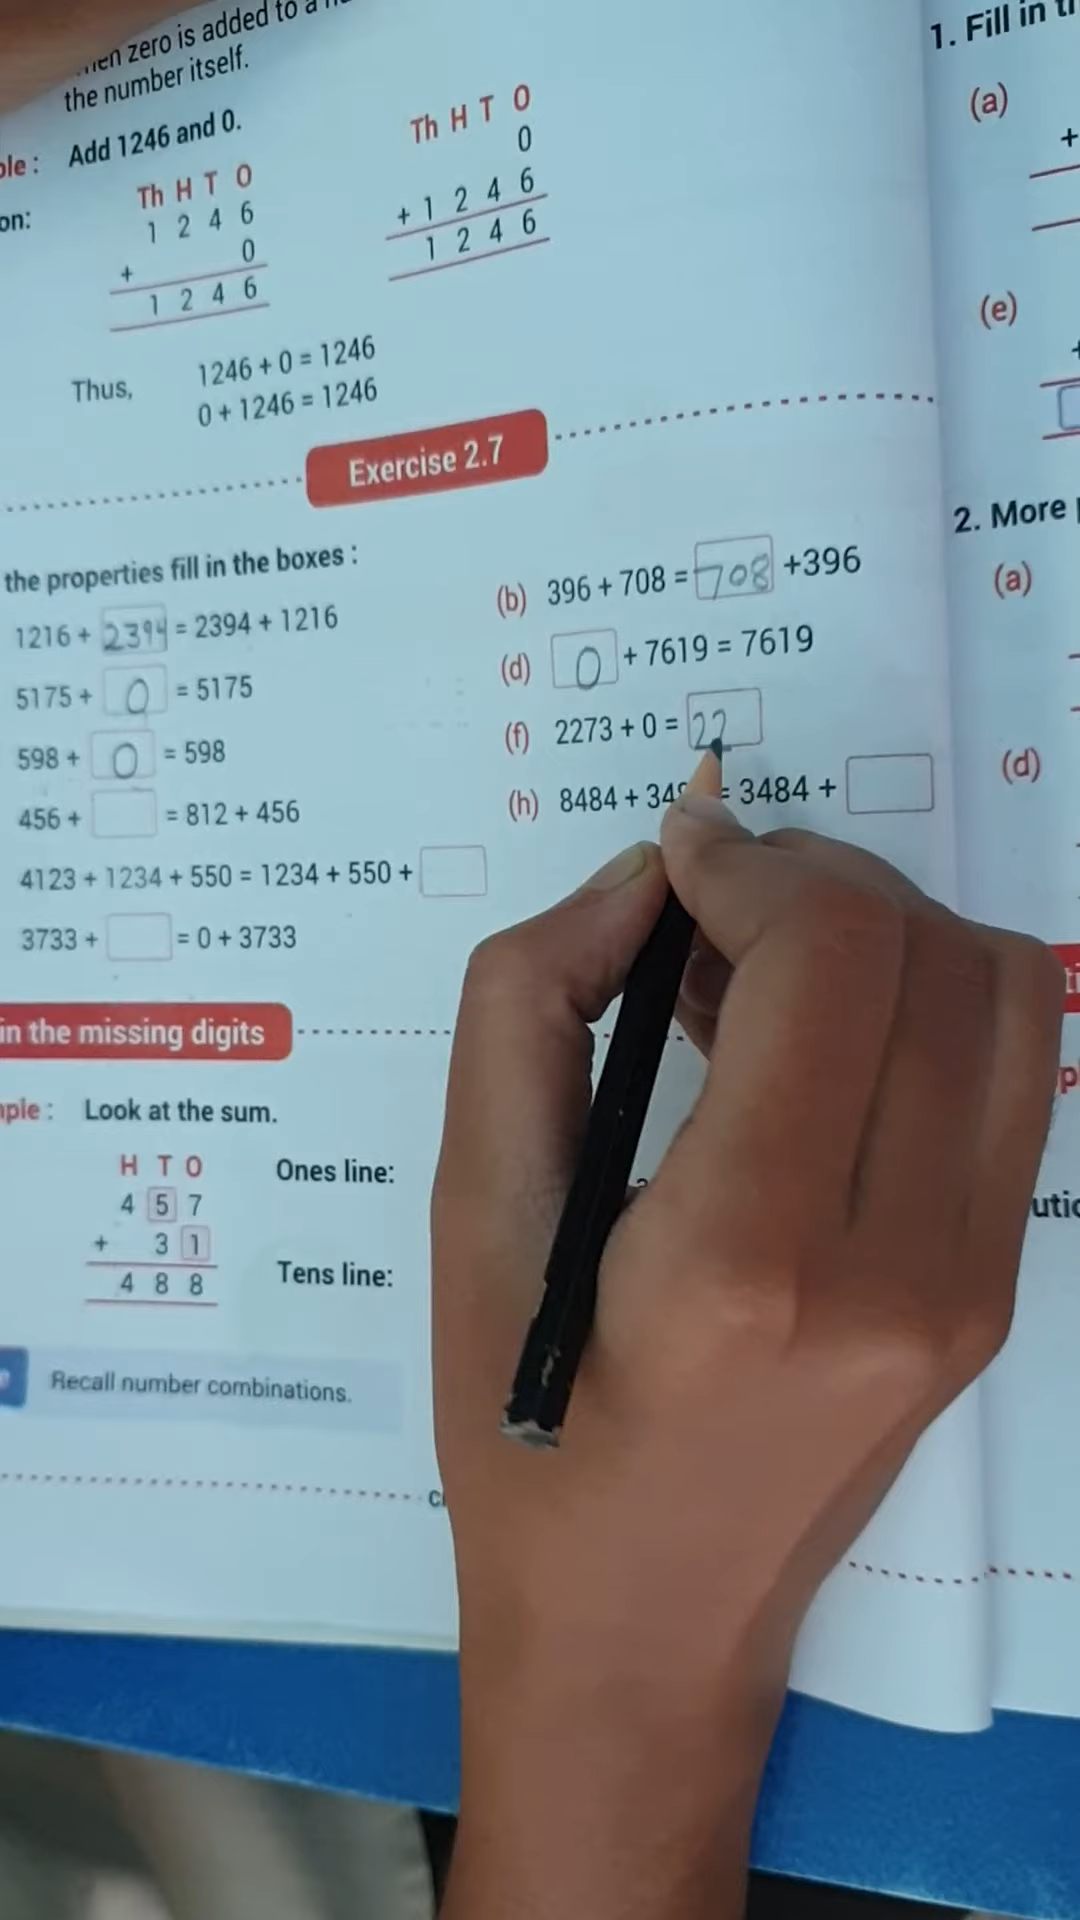 zero is added to a
the number itself.
Add 1246 and 0.
Th H T O
1 2 4 6
+ 0
1 2 4 6
Th H T O
0
+ 1 2 4 6
1 2 4 6
Thus, 1246 + 0 = 1246
0 + 1246 = 1246
Exercise 2.7
the properties fill in the boxes :
1216 + 2394 = 2394 + 1216
(b) 396 + 708 = 708 +396
5175 + 0 = 5175
(d) 0 + 7619 = 7619
598 + 0 = 598
(f) 2273 + 0 = 22
456 + = 812 + 456
(h) 8484 + = 3484 +
4123 + 1234 + 550 = 1234 + 550 +
3733 + = 0 + 3733
in the missing digits
Look at the sum.
H T O
4 5 7
+ 3 1
4 8 8
Ones line:
Tens line:
Recall number combinations.
1. Fill in
(a)
+
(e)
2. More
(a)
(d)